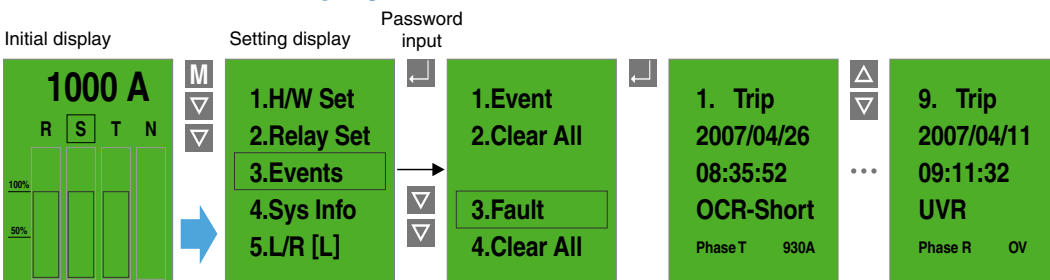 Initial display
1000 A
R S T N
100%
50%
M
Setting display
1.H/W Set
2.Relay Set
3.Events
4.Sys Info
5.L/R [L]
Password
input
1.Event
2.Clear All
3.Fault
4.Clear All
1. Trip
2007/04/26
08:35:52
OCR-Short
Phase T 930A
...
9. Trip
2007/04/11
09:11:32
UVR
Phase R OV